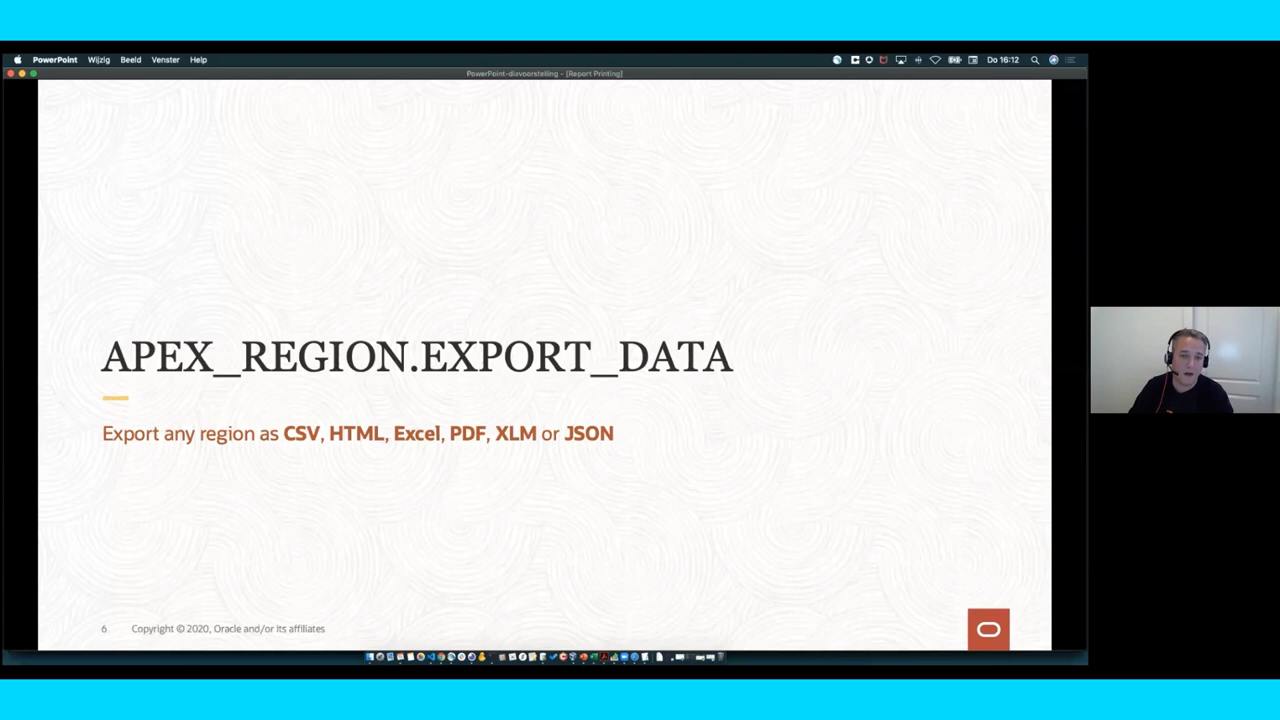 PowerPoint Wijzig Beeld Venster Help
Do 16:12
PowerPoint-diavoorstelling - [Report Printing]
APEX_REGION.EXPORT_DATA
Export any region as CSV, HTML, Excel, PDF, XLM or JSON
6 Copyright © 2020, Oracle and/or its affiliates